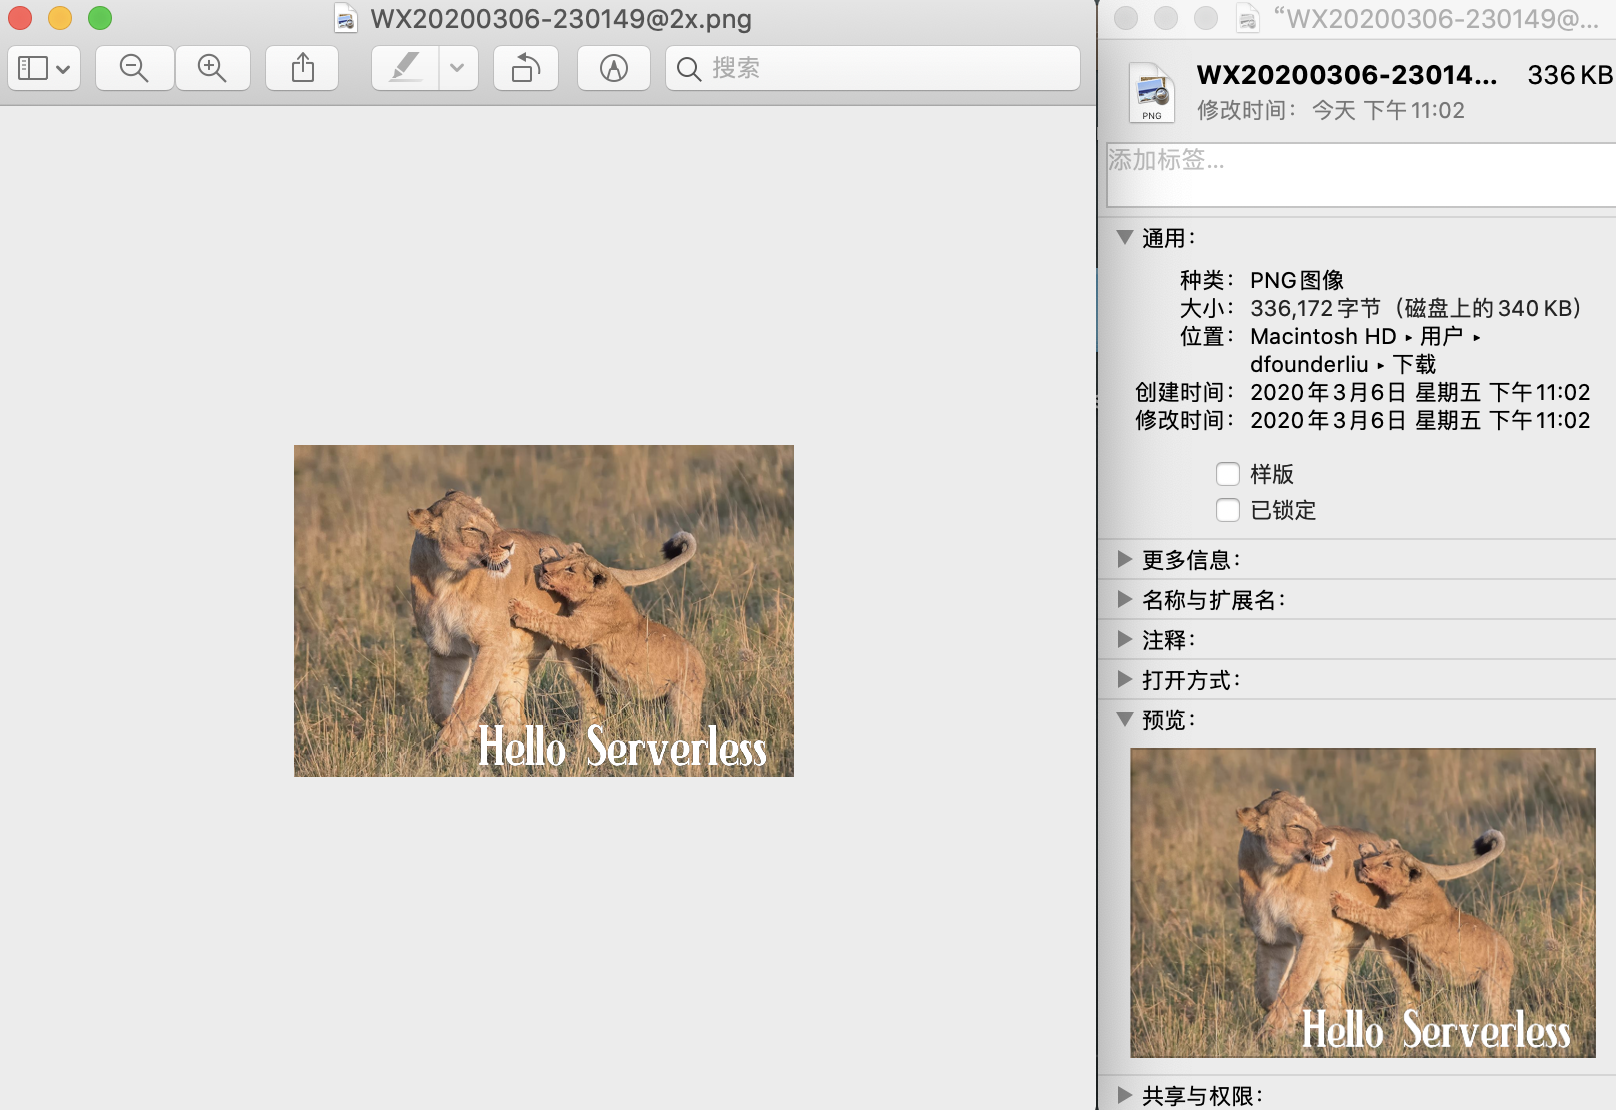 WX20200306-230149@2x.png
搜索
“WX20200306-230149@...
PNG
WX20200306-23014... 336 KB
修改时间：今天 下午 11:02
添加标签...
通用：
种类：PNG图像
大小：336,172 字节（磁盘上的 340 KB）
位置：Macintosh HD ▸ 用户 ▸
dfounderliu ▸ 下载
创建时间：2020年3月6日 星期五 下午11:02
修改时间：2020年3月6日 星期五 下午11:02
样版
已锁定
更多信息：
名称与扩展名：
注释：
打开方式：
预览：
Hello Serverless
Hello Serverless
共享与权限：